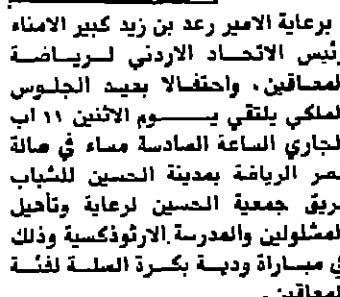 برعاية الامير رعد بن زيد كبير الامناء
رئيس الاتحاد الاردني لرياضة
المعاقين، واحتفالا بعيد الجلوس
الملكي يلتقي يوم الاثنين ١١ اب
الجاري الساعة السادسة مساء في صالة
قصر الرياضة بمدينة الحسين للشباب
فريق جمعية الحسين لرعاية وتأهيل
المشلولين والمدرسة الارثوذكسية وذلك
في مباراة ودية بكرة السلة لفئة
المعاقين.